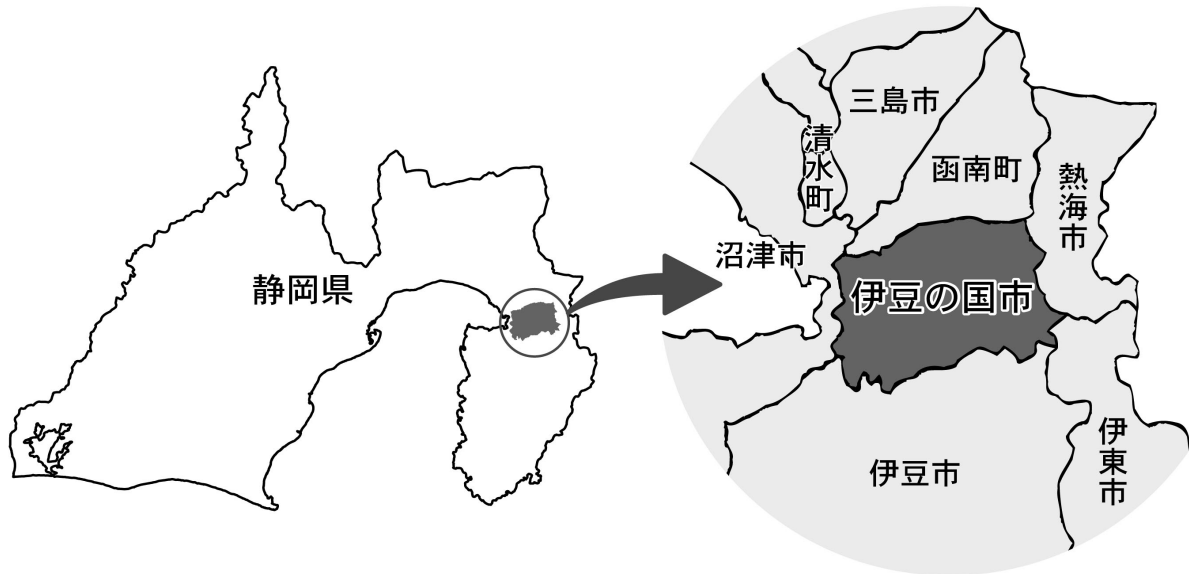 静岡県
三島市
清水町
函南町
熱海市
沼津市
伊豆の国市
伊豆市
伊東市